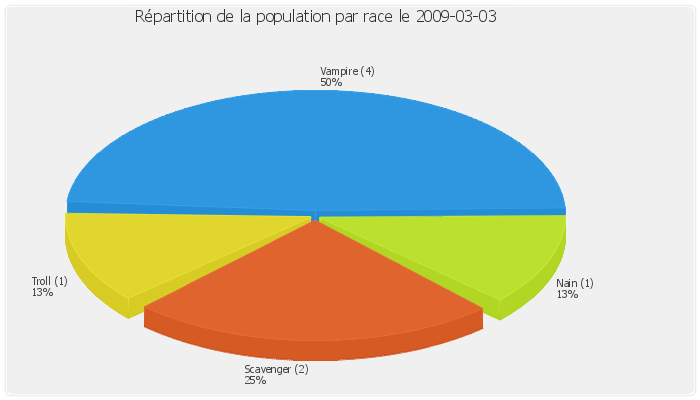 Répartition de la population par race le 2009-03-03
Vampire (4)
50%
Troll (1)
13%
Nain (1)
13%
Scavenger (2)
25%